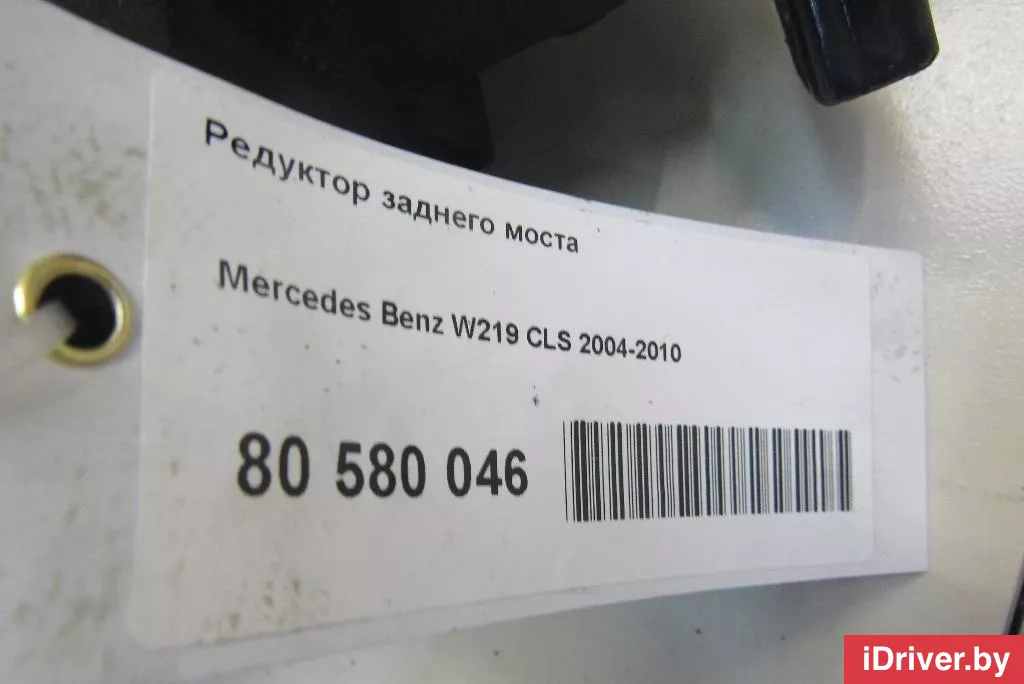 Редуктор заднего моста
Mercedes Benz W219 CLS 2004-2010
80 580 046
iDriver.by